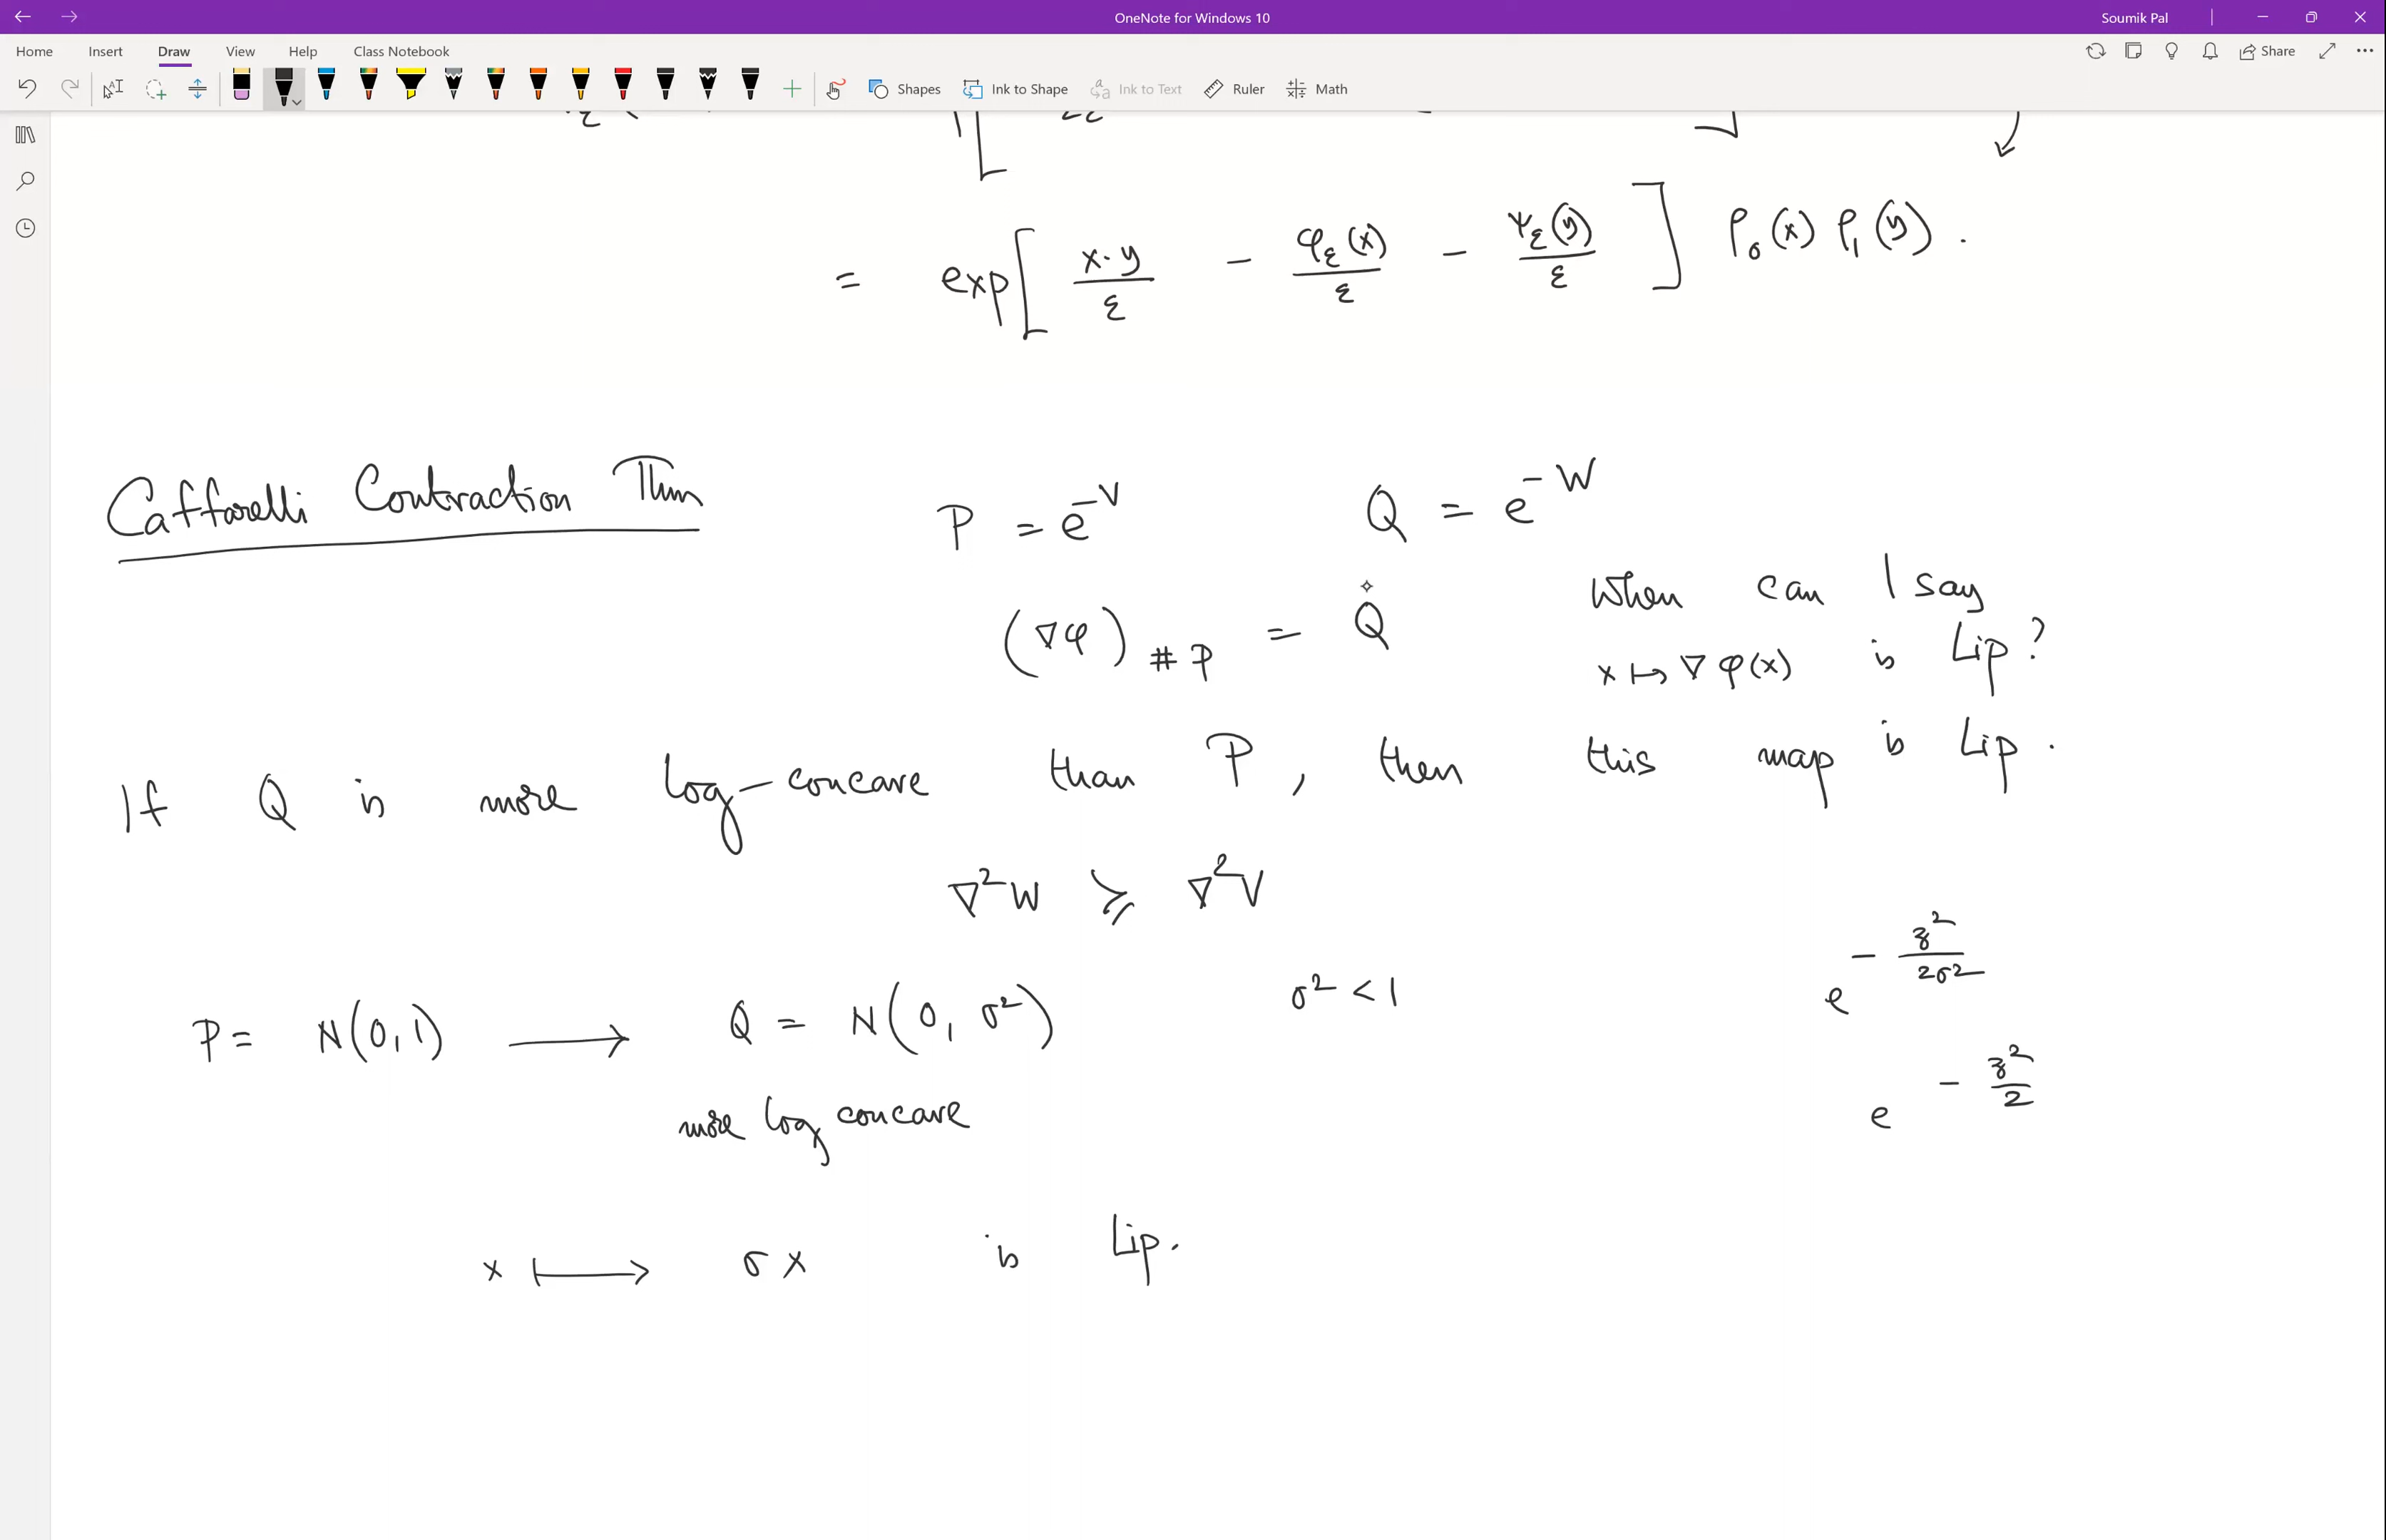 OneNote for Windows 10
Soumik Pal
Home Insert Draw View Help Class Notebook
Share
Shapes Ink to Shape Ink to Text Ruler Math
= exp[ x·y/ε - φ_ε(x)/ε - ψ_ε(y)/ε ] ρ₀(x) ρ₁(y).
Caffarelli Contraction Thm
P = e^{-V} Q = e^{-W}
(∇φ)_{# P} = Q
When can I say
x ↦ ∇φ(x) is Lip?
If Q is more log-concave than P, then this map is Lip.
∇²W ≥ ∇²V
P = N(0,1) ⟶ Q = N(0, σ²) σ² < 1
e^{-z²/2σ²}
more log concave
e^{-z²/2}
x ⟼ σx is Lip.